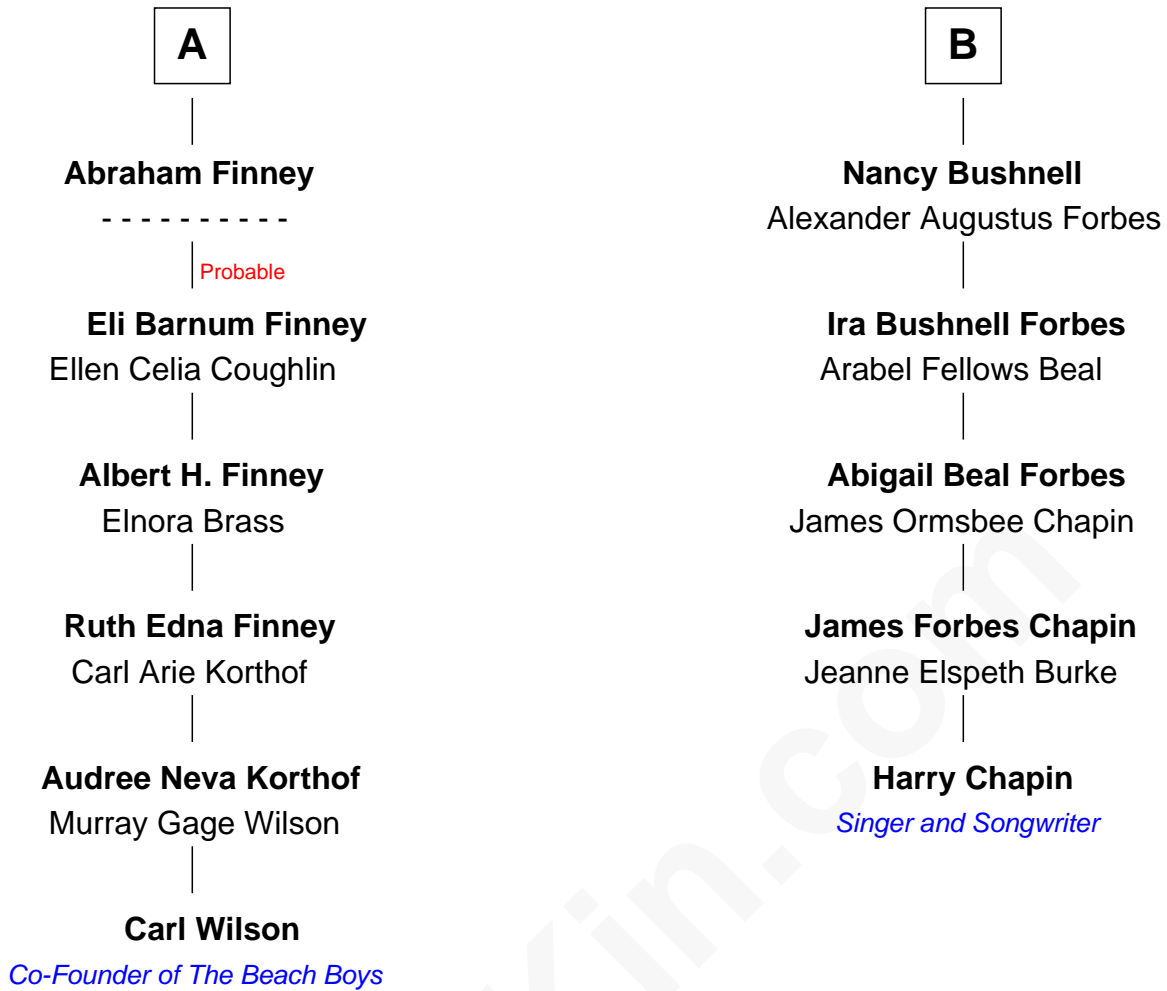 A
Abraham Finney
- - - - - - - - - -
Probable
Eli Barnum Finney
Ellen Celia Coughlin
Albert H. Finney
Elnora Brass
Ruth Edna Finney
Carl Arie Korthof
Audree Neva Korthof
Murray Gage Wilson
Carl Wilson
Co-Founder of The Beach Boys
B
Nancy Bushnell
Alexander Augustus Forbes
Ira Bushnell Forbes
Arabel Fellows Beal
Abigail Beal Forbes
James Ormsbee Chapin
James Forbes Chapin
Jeanne Elspeth Burke
Harry Chapin
Singer and Songwriter
Kin.com